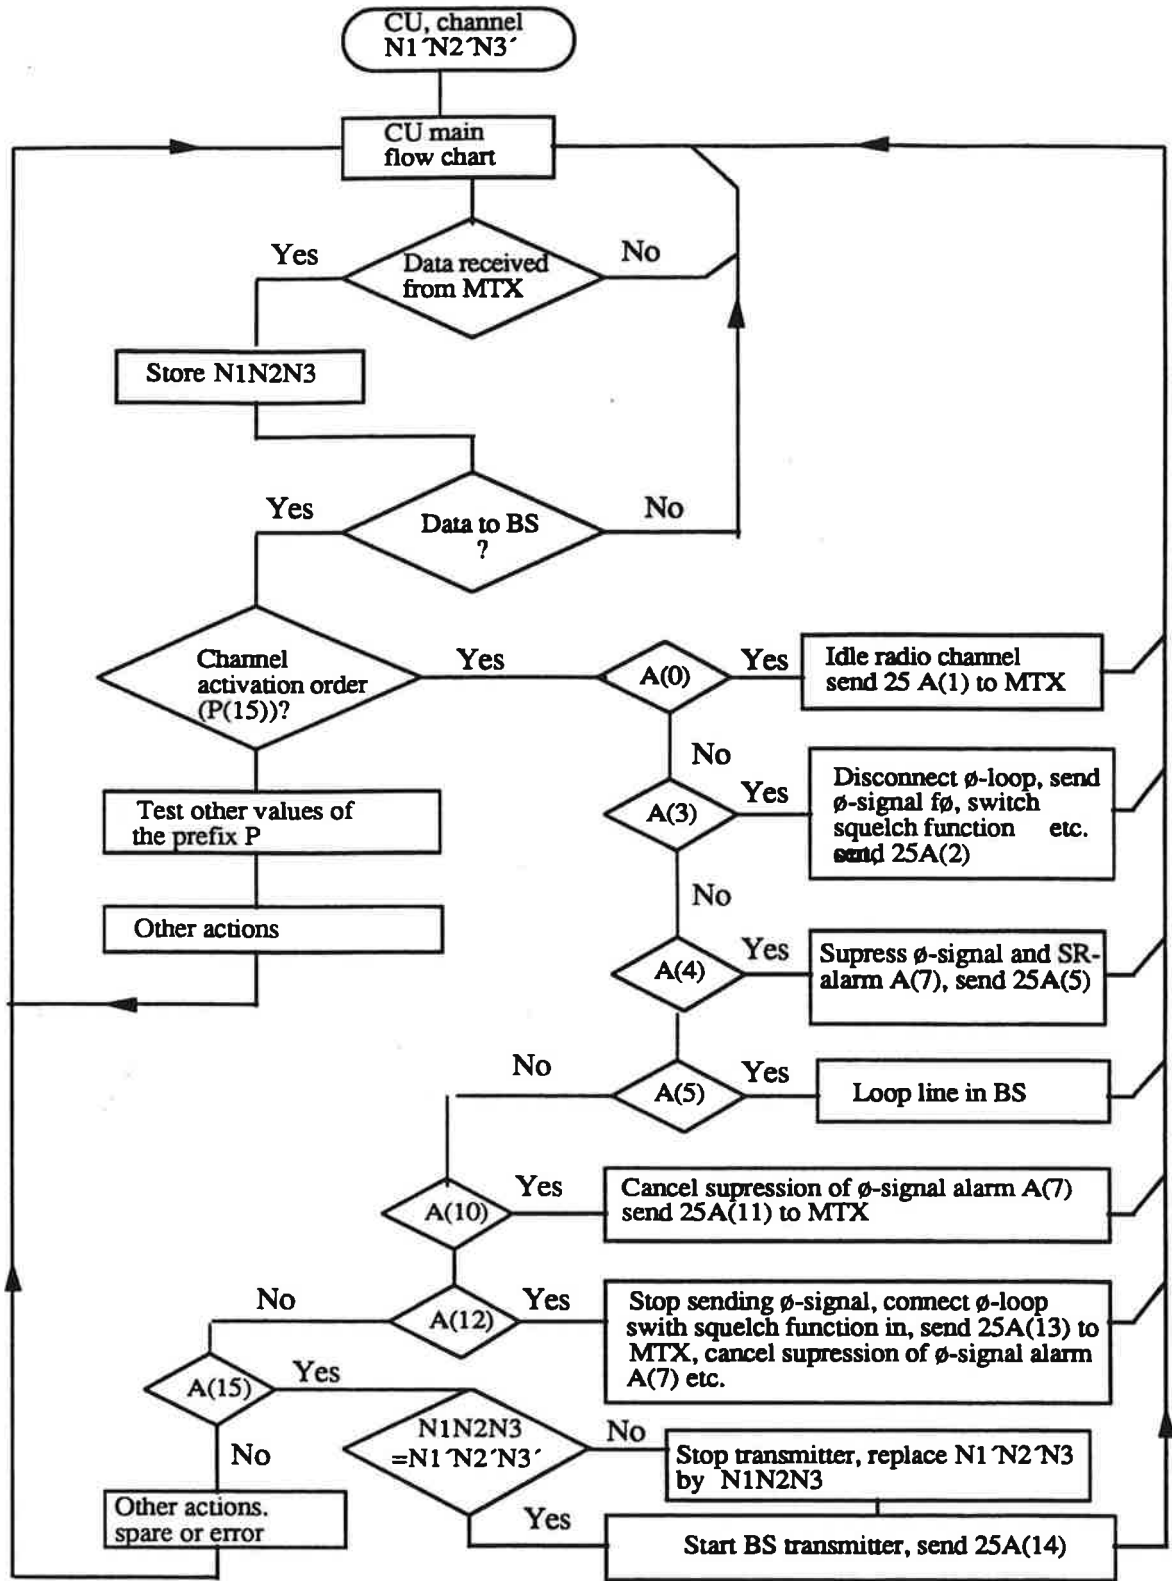 CU, channel
N1´N2´N3´
CU main
flow chart
Yes
Data received
from MTX
No
Store N1N2N3
Yes
Data to BS
?
No
Channel
activation order
(P(15))?
Yes
A(0)
Yes
Idle radio channel
send 25 A(1) to MTX
No
Test other values of
the prefix P
A(3)
Yes
Disconnect ø-loop, send
ø-signal fø, switch
squelch function etc.
send 25A(2)
No
Other actions
A(4)
Yes
Supress ø-signal and SR-
alarm A(7), send 25A(5)
No
A(5)
Yes
Loop line in BS
A(10)
Yes
Cancel supression of ø-signal alarm A(7)
send 25A(11) to MTX
No
A(12)
Yes
Stop sending ø-signal, connect ø-loop
swith squelch function in, send 25A(13) to
MTX, cancel supression of ø-signal alarm
A(7) etc.
A(15)
Yes
N1N2N3
=N1´N2´N3´
No
Stop transmitter, replace N1´N2´N3
by N1N2N3
No
Other actions.
spare or error
Yes
Start BS transmitter, send 25A(14)